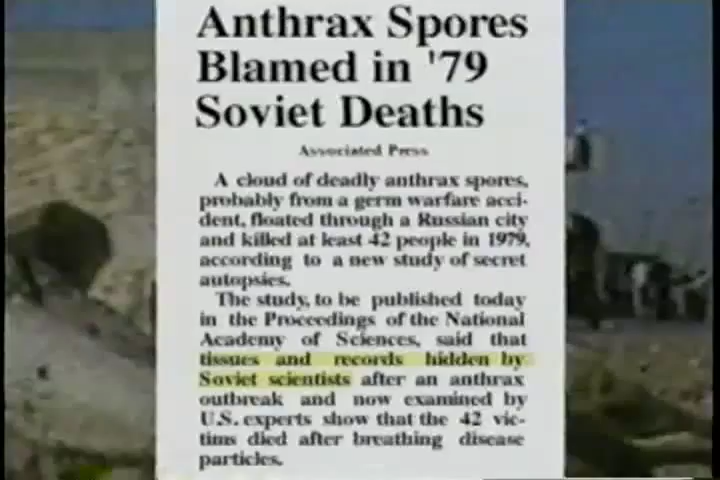 Anthrax Spores
Blamed in '79
Soviet Deaths
Associated Press
A cloud of deadly anthrax spores,
probably from a germ warfare acci-
dent, floated through a Russian city
and killed at least 42 people in 1979,
according to a new study of secret
autopsies.
The study, to be published today
in the Proceedings of the National
Academy of Sciences, said that
tissues and records hidden by
Soviet scientists after an anthrax
outbreak and now examined by
U.S. experts show that the 42 vic-
tims died after breathing disease
particles.